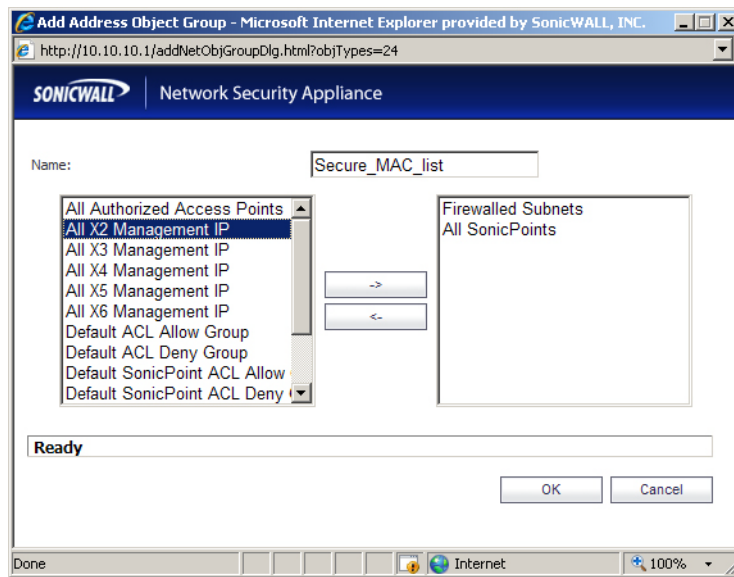 Add Address Object Group - Microsoft Internet Explorer provided by SonicWALL, INC.
http://10.10.10.1/addNetObjGroupDlg.html?objTypes=24
SONICWALL Network Security Appliance
Name: Secure_MAC_list
All Authorized Access Points
All X2 Management IP
All X3 Management IP
All X4 Management IP
All X5 Management IP
All X6 Management IP
Default ACL Allow Group
Default ACL Deny Group
Default SonicPoint ACL Allow
Default SonicPoint ACL Deny
->
<-
Firewalled Subnets
All SonicPoints
Ready
OK Cancel
Done Internet 100%